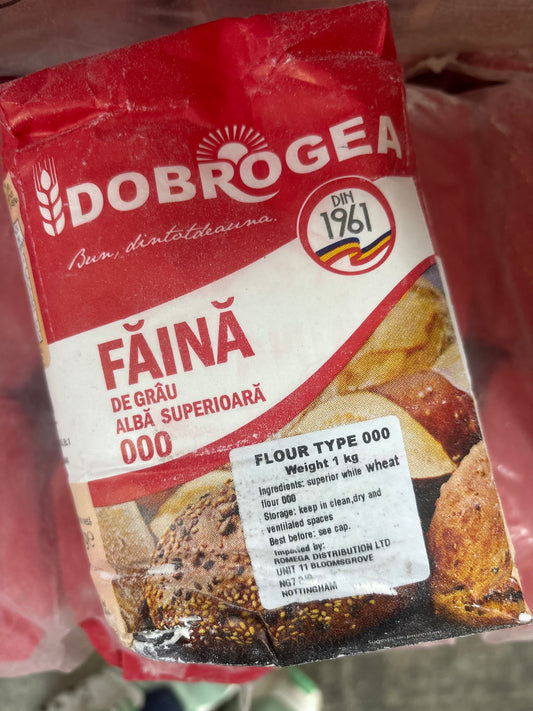 DOBROGEA
Bun, dintotdeauna.
DIN
1961
FĂINĂ
DE GRÂU
ALBĂ SUPERIOARĂ
000
FLOUR TYPE 000
Weight 1 kg
Ingredients: superior white Wheat
flour 000
Storage: keep in clean,dry and
ventilated spaces
Best before: see cap.
Imported by:
ROMEGA DISTRIBUTION LTD
UNIT 11 BLOOMSGROVE
NG7
NOTTINGHAM